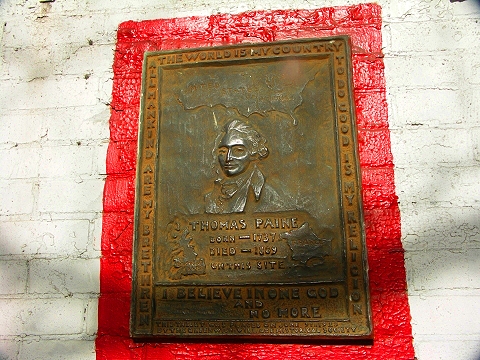 THE WORLD IS MY COUNTRY
ALL MANKIND ARE MY BRETHREN
TO DO GOOD IS MY RELIGION
THOMAS PAINE
BORN — 1737
DIED — 1809
ON THIS SITE
I BELIEVE IN ONE GOD
AND
NO MORE